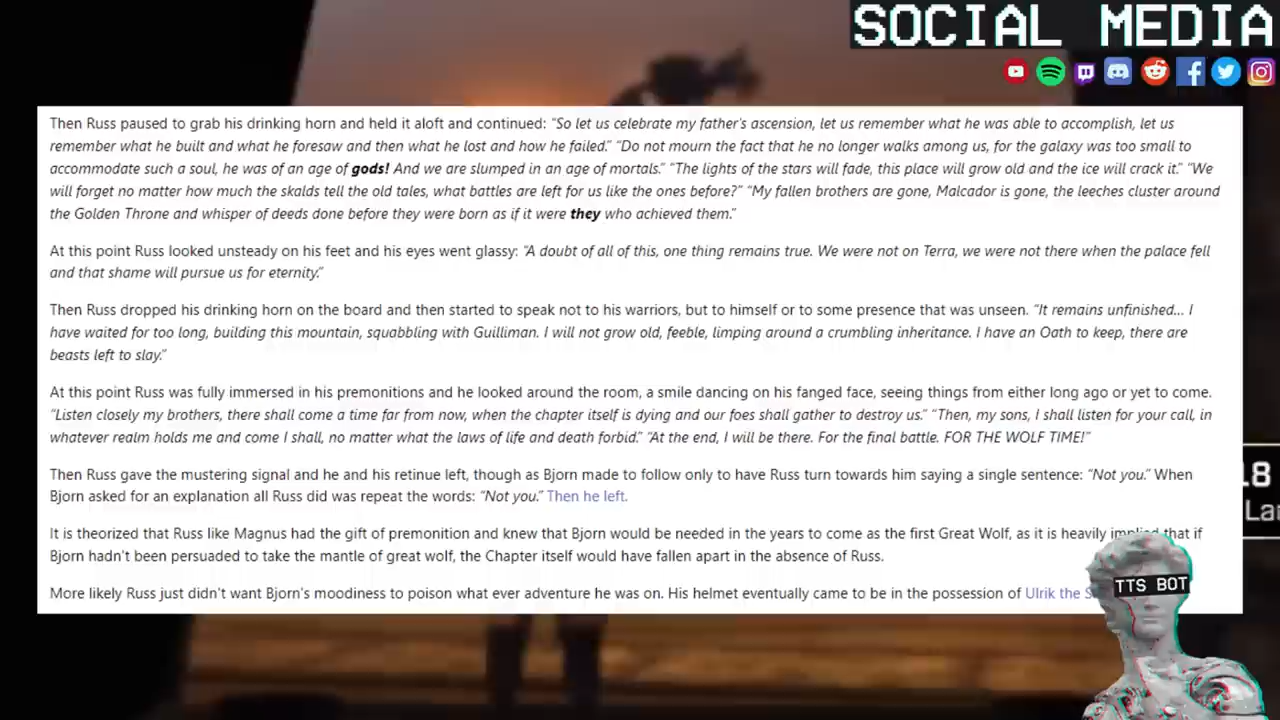 SOCIAL MEDIA
Then Russ paused to grab his drinking horn and held it aloft and continued: “So let us celebrate my father's ascension, let us remember what he was able to accomplish, let us
remember what he built and what he foresaw and then what he lost and how he failed.” “Do not mourn the fact that he no longer walks among us, for the galaxy was too small to
accommodate such a soul, he was of an age of gods! And we are slumped in an age of mortals.” “The lights of the stars will fade, this place will grow old and the ice will crack it.” “We
will forget no matter how much the skalds tell the old tales, what battles are left for us like the ones before?” “My fallen brothers are gone, Malcador is gone, the leeches cluster around
the Golden Throne and whisper of deeds done before they were born as if it were they who achieved them.”
At this point Russ looked unsteady on his feet and his eyes went glassy: “A doubt of all of this, one thing remains true. We were not on Terra, we were not there when the palace fell
and that shame will pursue us for eternity.”
Then Russ dropped his drinking horn on the board and then started to speak not to his warriors, but to himself or to some presence that was unseen. “It remains unfinished... I
have waited for too long, building this mountain, squabbling with Guilliman. I will not grow old, feeble, limping around a crumbling inheritance. I have an Oath to keep, there are
beasts left to slay.”
At this point Russ was fully immersed in his premonitions and he looked around the room, a smile dancing on his fanged face, seeing things from either long ago or yet to come.
“Listen closely my brothers, there shall come a time far from now, when the chapter itself is dying and our foes shall gather to destroy us.” “Then, my sons, I shall listen for your call, in
whatever realm holds me and come I shall, no matter what the laws of life and death forbid.” “At the end, I will be there. For the final battle. FOR THE WOLF TIME!”
Then Russ gave the mustering signal and he and his retinue left, though as Bjorn made to follow only to have Russ turn towards him saying a single sentence: “Not you.” When
Bjorn asked for an explanation all Russ did was repeat the words: “Not you.” Then he left.
18
La
It is theorized that Russ like Magnus had the gift of premonition and knew that Bjorn would be needed in the years to come as the first Great Wolf, as it is heavily implied that if
Bjorn hadn't been persuaded to take the mantle of great wolf, the Chapter itself would have fallen apart in the absence of Russ.
More likely Russ just didn't want Bjorn's moodiness to poison what ever adventure he was on. His helmet eventually came to be in the possession of Ulrik the
TTS BOT